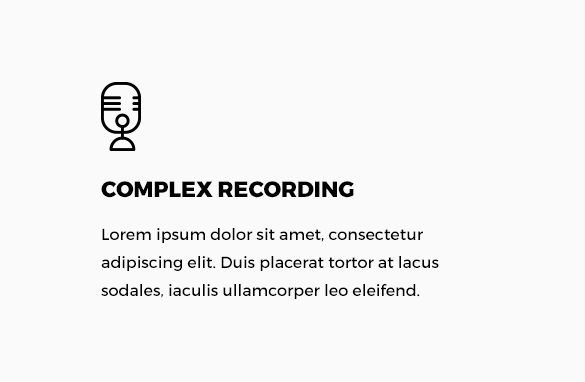 COMPLEX RECORDING
Lorem ipsum dolor sit amet, consectetur
adipiscing elit. Duis placerat tortor at lacus
sodales, iaculis ullamcorper leo eleifend.